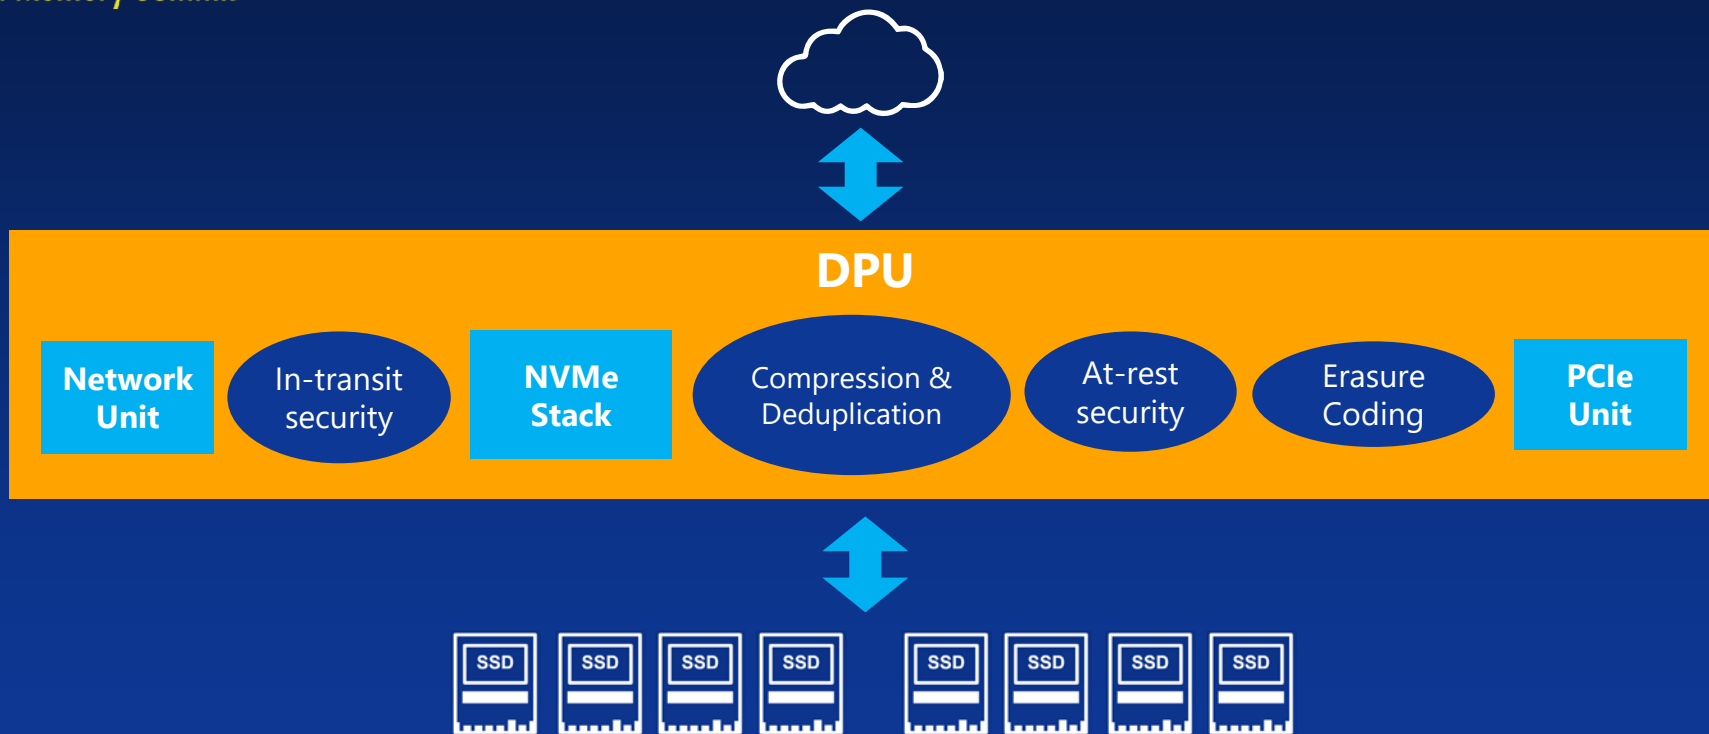 DPU
Network
Unit
In-transit
security
NVMe
Stack
Compression &
Deduplication
At-rest
security
Erasure
Coding
PCIe
Unit
SSD
SSD
SSD
SSD
SSD
SSD
SSD
SSD